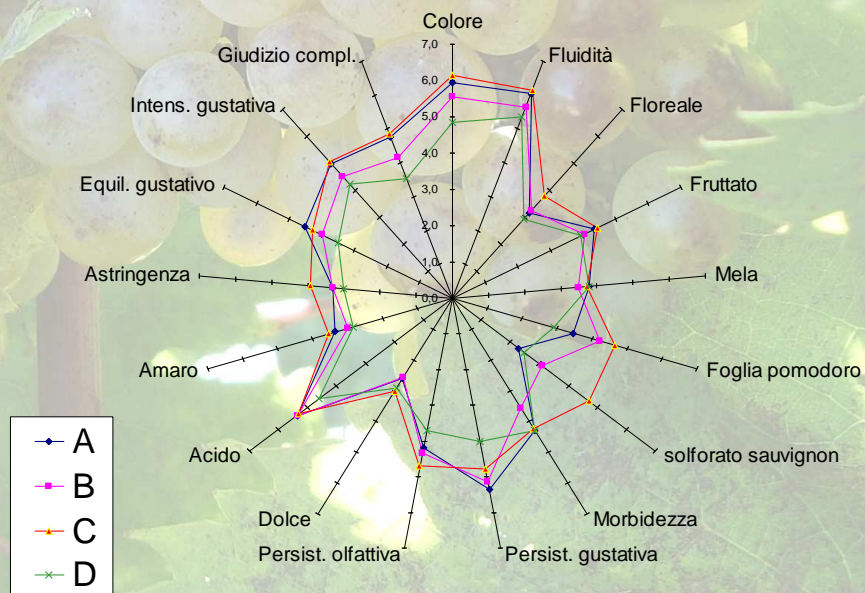 Colore
7,0
6,0
5,0
4,0
3,0
2,0
1,0
0,0
Fluidità
Floreale
Fruttato
Mela
Foglia pomodoro
solforato sauvignon
Morbidezza
Persist. gustativa
Persist. olfattiva
Dolce
Acido
Amaro
Astringenza
Equil. gustativo
Intens. gustativa
Giudizio compl.
A
B
C
D